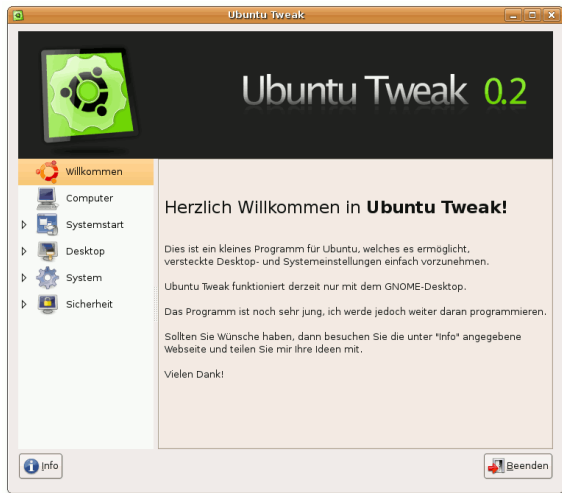 Ubuntu Tweak
Ubuntu Tweak 0.2
Willkommen
Computer
Systemstart
Desktop
System
Sicherheit
Herzlich Willkommen in Ubuntu Tweak!
Dies ist ein kleines Programm für Ubuntu, welches es ermöglicht,
versteckte Desktop- und Systemeinstellungen einfach vorzunehmen.
Ubuntu Tweak funktioniert derzeit nur mit dem GNOME-Desktop.
Das Programm ist noch sehr jung, ich werde jedoch weiter daran programmieren.
Sollten Sie Wünsche haben, dann besuchen Sie die unter "Info" angegebene
Webseite und teilen Sie mir Ihre Ideen mit.
Vielen Dank!
Info
Beenden